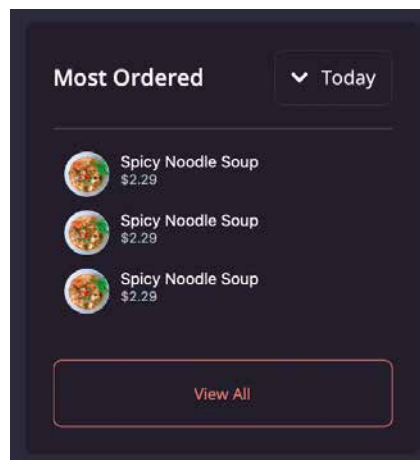 Most Ordered
Today
Spicy Noodle Soup
$2.29
Spicy Noodle Soup
$2.29
Spicy Noodle Soup
$2.29
View All